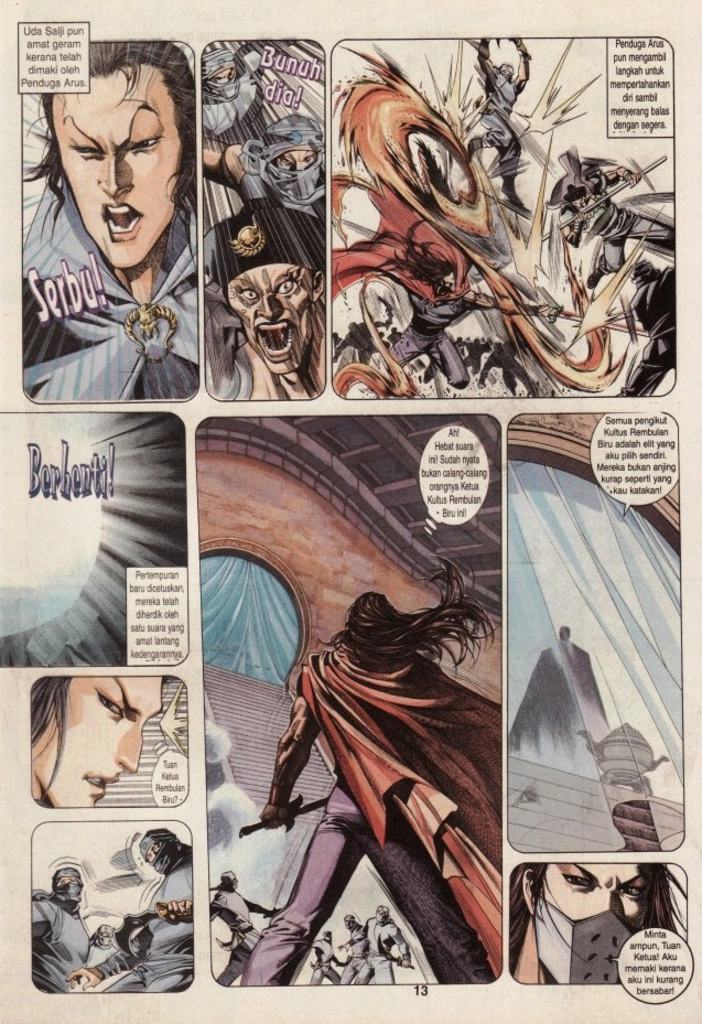 Uda Salji pun
amat geram
kerana telah
dimaki oleh
Penduga Arus.
Serbu!
Bunuh
dia!
Penduga Arus
pun mengambil
langkah untuk
mempertahankan
diri sambil
menyerang balas
dengan segera.
Berhenti!
Pertempuran
baru dicetuskan,
mereka telah
diherdik oleh
satu suara yang
amat lantang
kedengarannya.
Tuan
Ketua
Rembulan
Biru?
Ah!
Hebat suara
ini! Sudah nyata
bukan calang-calang
orangnya Ketua
Kultus Rembulan
Biru ini!
Semua pengikut
Kultus Rembulan
Biru adalah elit yang
aku pilih sendiri.
Mereka bukan anjing
kurap seperti yang
kau katakan!
Minta
ampun, Tuan
Ketua! Aku
memaki kerana
aku ini kurang
bersabar!
13